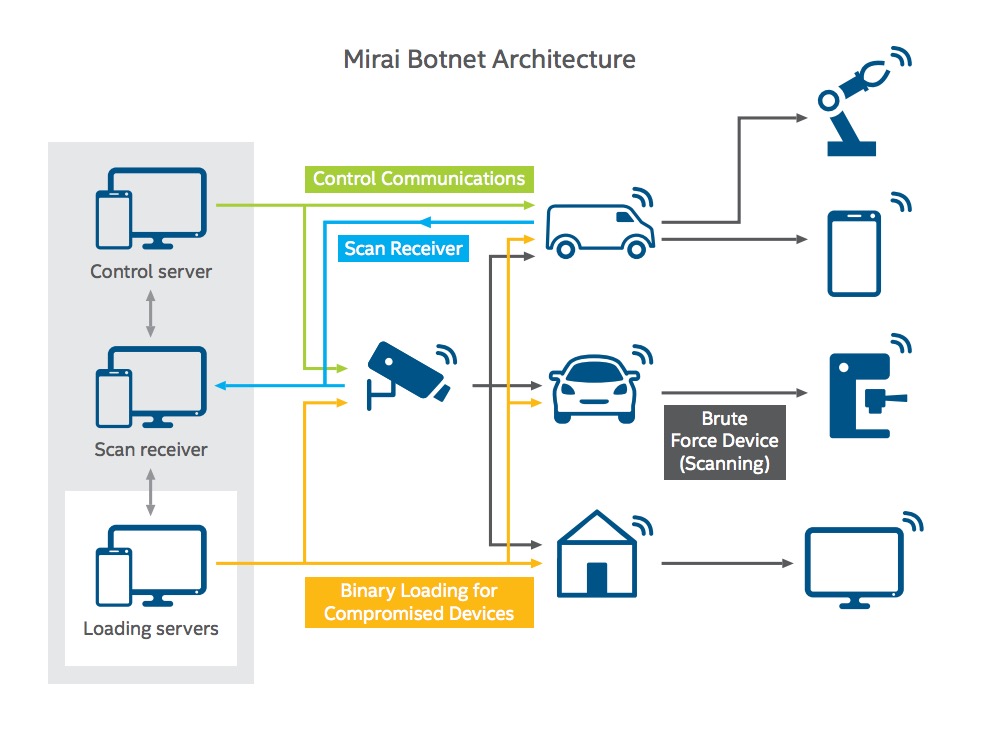 Mirai Botnet Architecture
Control Communications
Scan Receiver
Control server
Scan receiver
Brute
Force Device
(Scanning)
Binary Loading for
Compromised Devices
Loading servers